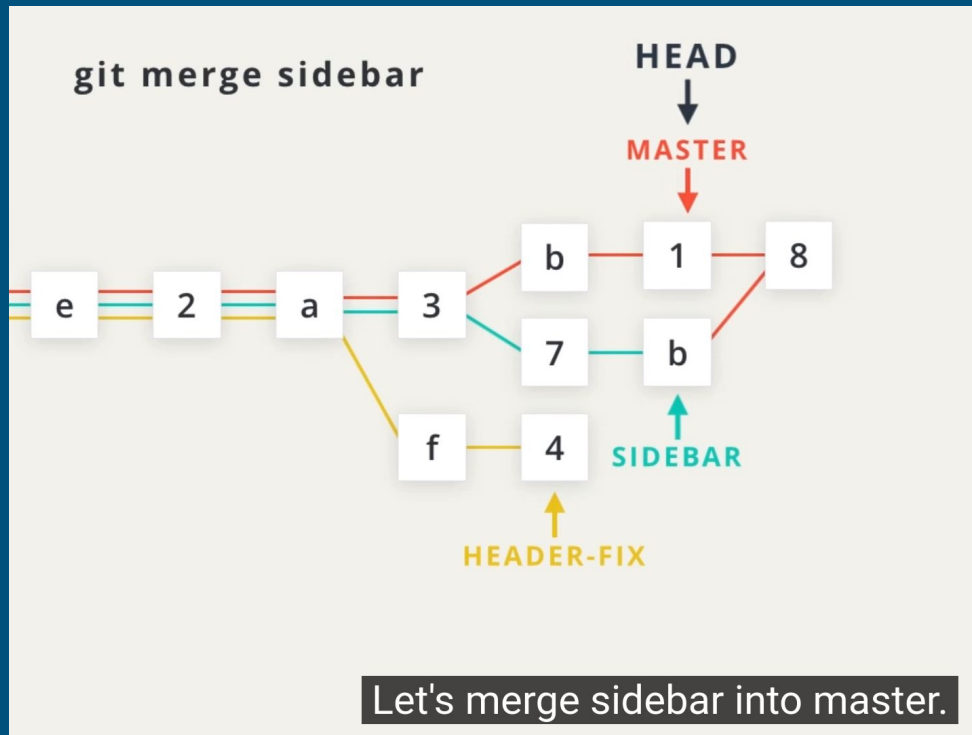 git merge sidebar
HEAD
MASTER
b 1 8
e 2 a 3
7 b
f 4
SIDEBAR
HEADER-FIX
Let's merge sidebar into master.